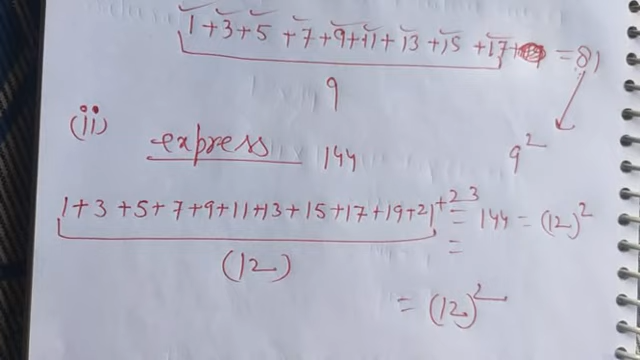 1+3+5+7+9+11+13+15+17+ = 81
9
9²
(ii)
express 144
1+3+5+7+9+11+13+15+17+19+21+23 = 144 = (12)²
=
(12)
= (12)²